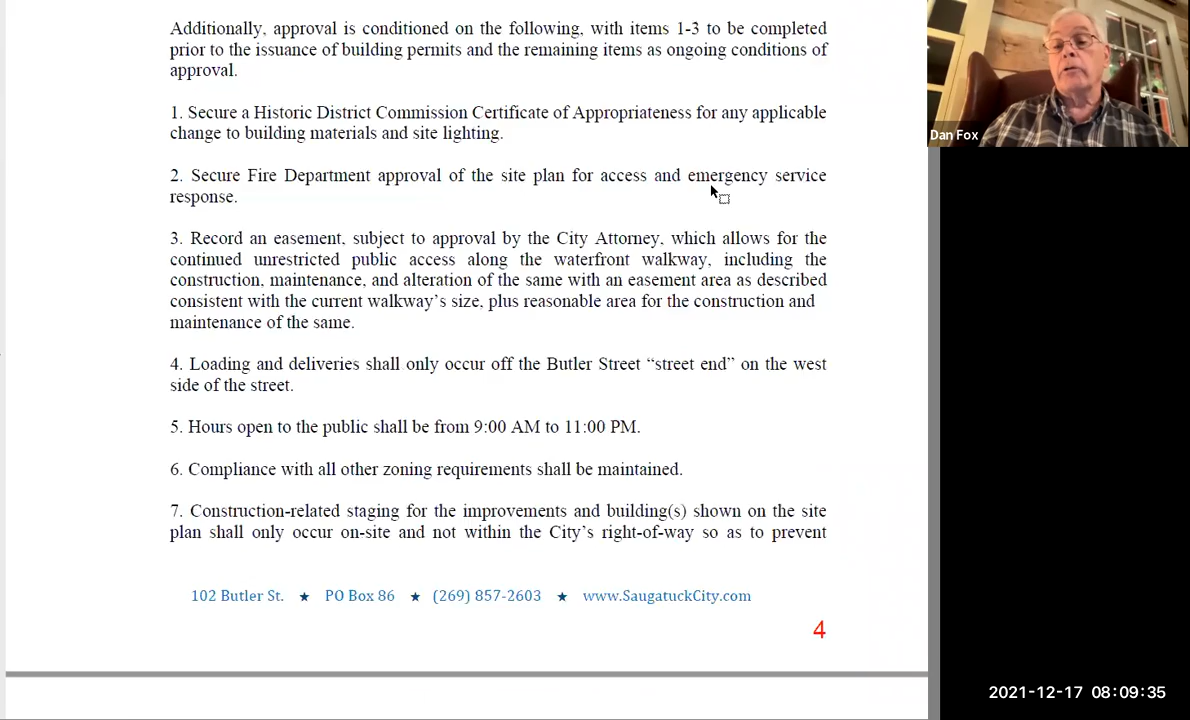 Additionally, approval is conditioned on the following, with items 1-3 to be completed
prior to the issuance of building permits and the remaining items as ongoing conditions of
approval.
1. Secure a Historic District Commission Certificate of Appropriateness for any applicable
change to building materials and site lighting.
2. Secure Fire Department approval of the site plan for access and emergency service
response.
3. Record an easement, subject to approval by the City Attorney, which allows for the
continued unrestricted public access along the waterfront walkway, including the
construction, maintenance, and alteration of the same with an easement area as described
consistent with the current walkway’s size, plus reasonable area for the construction and
maintenance of the same.
4. Loading and deliveries shall only occur off the Butler Street “street end” on the west
side of the street.
5. Hours open to the public shall be from 9:00 AM to 11:00 PM.
6. Compliance with all other zoning requirements shall be maintained.
7. Construction-related staging for the improvements and building(s) shown on the site
plan shall only occur on-site and not within the City’s right-of-way so as to prevent
102 Butler St. ★ PO Box 86 ★ (269) 857-2603 ★ www.SaugatuckCity.com
4
Dan Fox
2021-12-17 08:09:35